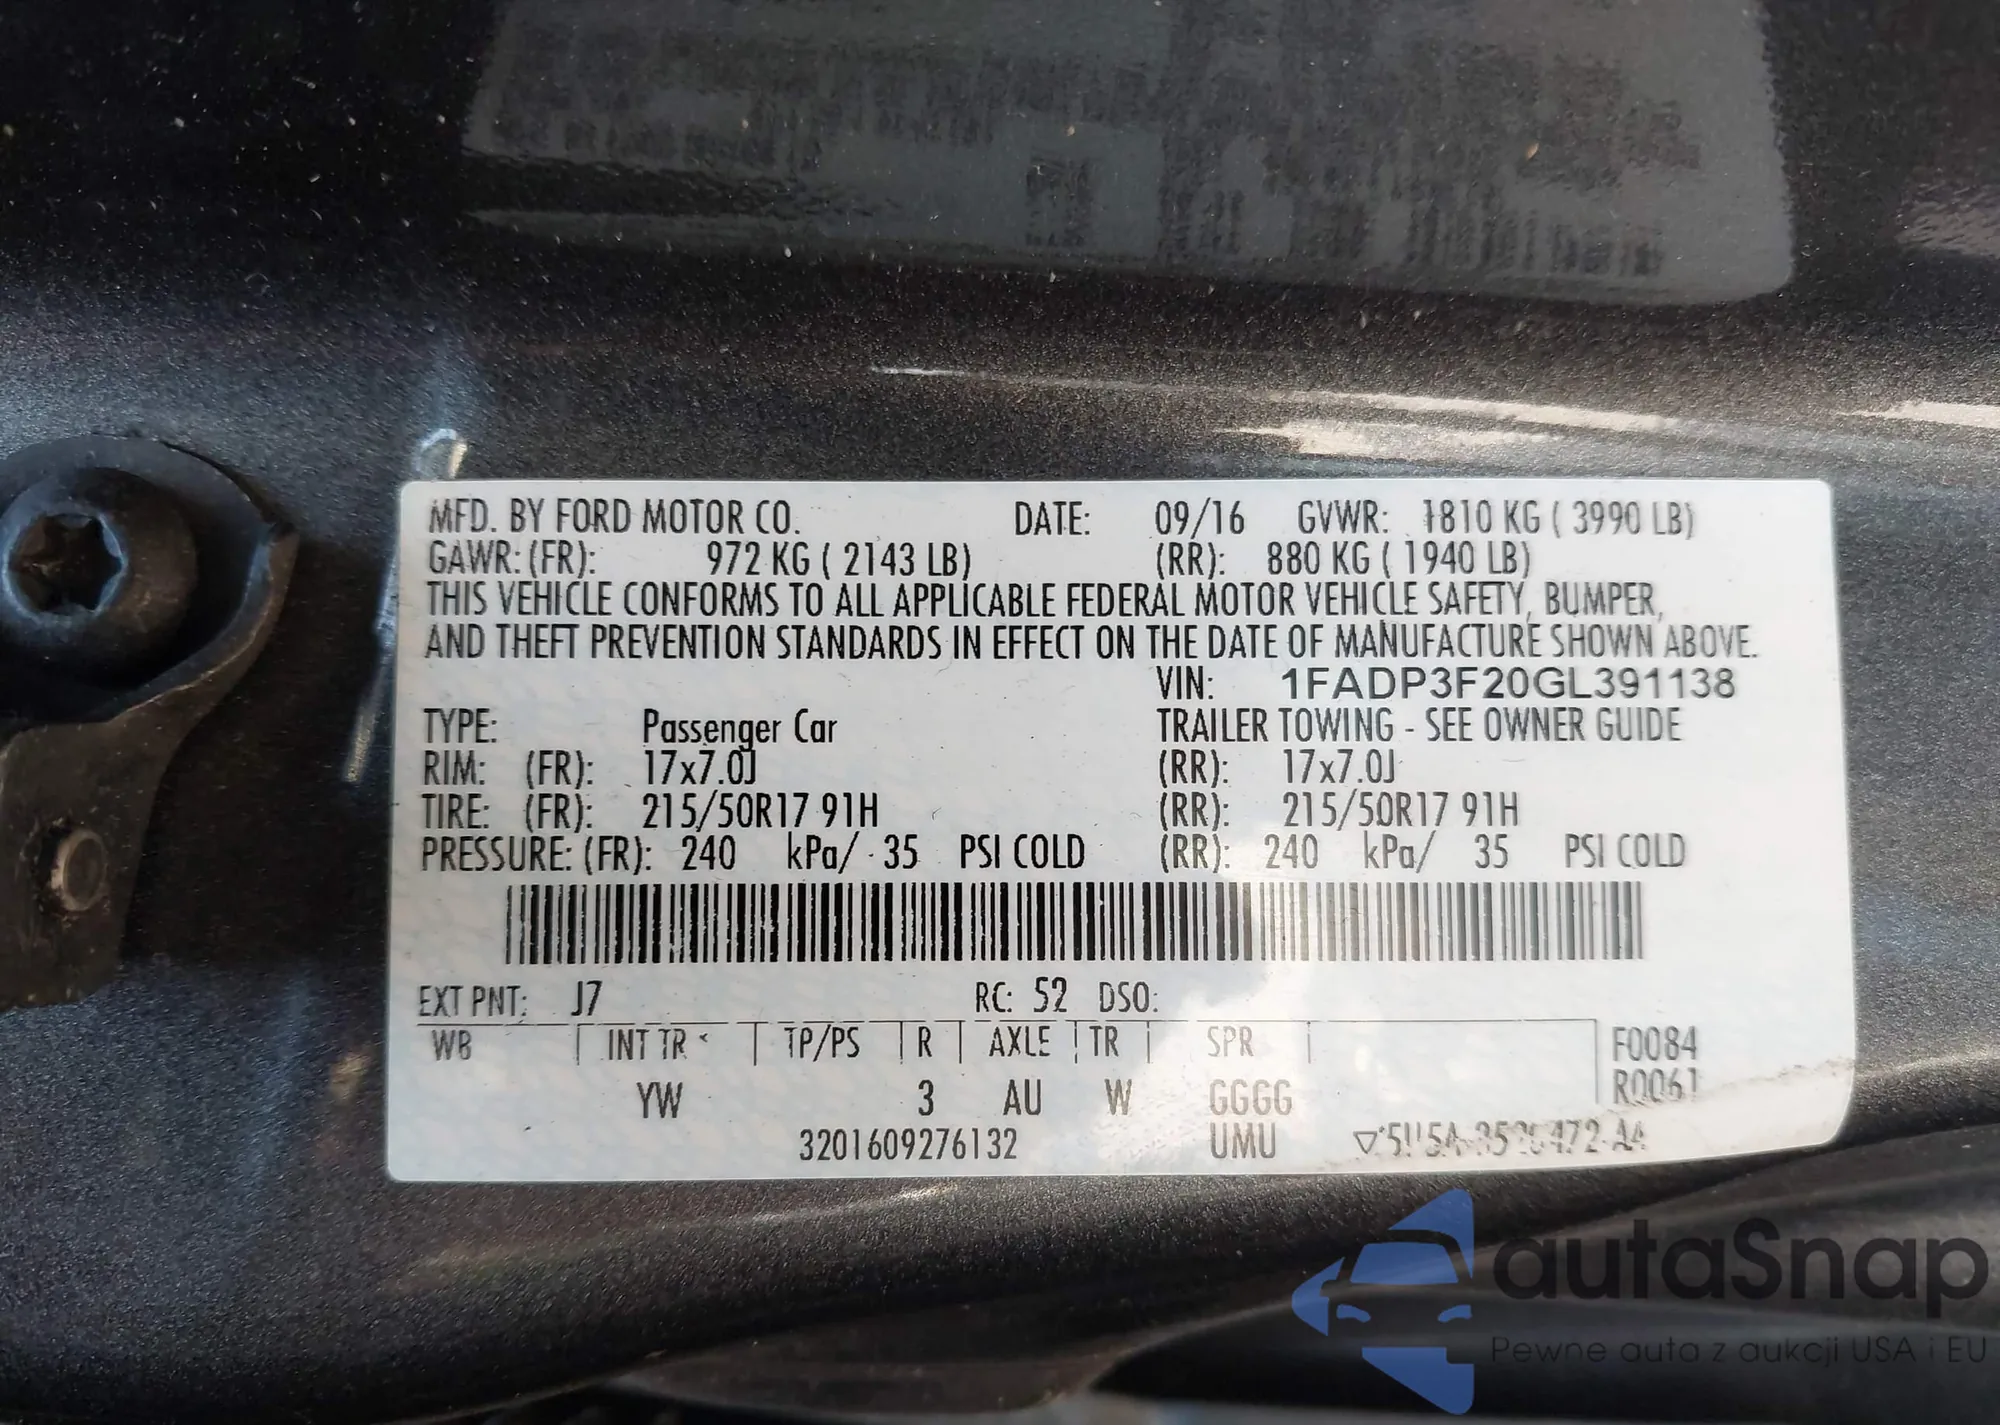 MFD. BY FORD MOTOR CO. DATE: 09/16 GVWR: 1810 KG ( 3990 LB)
GAWR: (FR): 972 KG ( 2143 LB) (RR): 880 KG ( 1940 LB)
THIS VEHICLE CONFORMS TO ALL APPLICABLE FEDERAL MOTOR VEHICLE SAFETY, BUMPER,
AND THEFT PREVENTION STANDARDS IN EFFECT ON THE DATE OF MANUFACTURE SHOWN ABOVE.
VIN: 1FADP3F20GL391138
TYPE: Passenger Car TRAILER TOWING - SEE OWNER GUIDE
RIM: (FR): 17x7.0J (RR): 17x7.0J
TIRE: (FR): 215/50R17 91H (RR): 215/50R17 91H
PRESSURE: (FR): 240 kPa/ 35 PSI COLD (RR): 240 kPa/ 35 PSI COLD
EXT PNT: J7 RC: 52 DSO:
WB INT TR TP/PS R AXLE TR SPR F0084
R0061
YW 3 AU W GGGG
3201609276132 UMU
autaSnap
Pewne auta z aukcji USA i EU